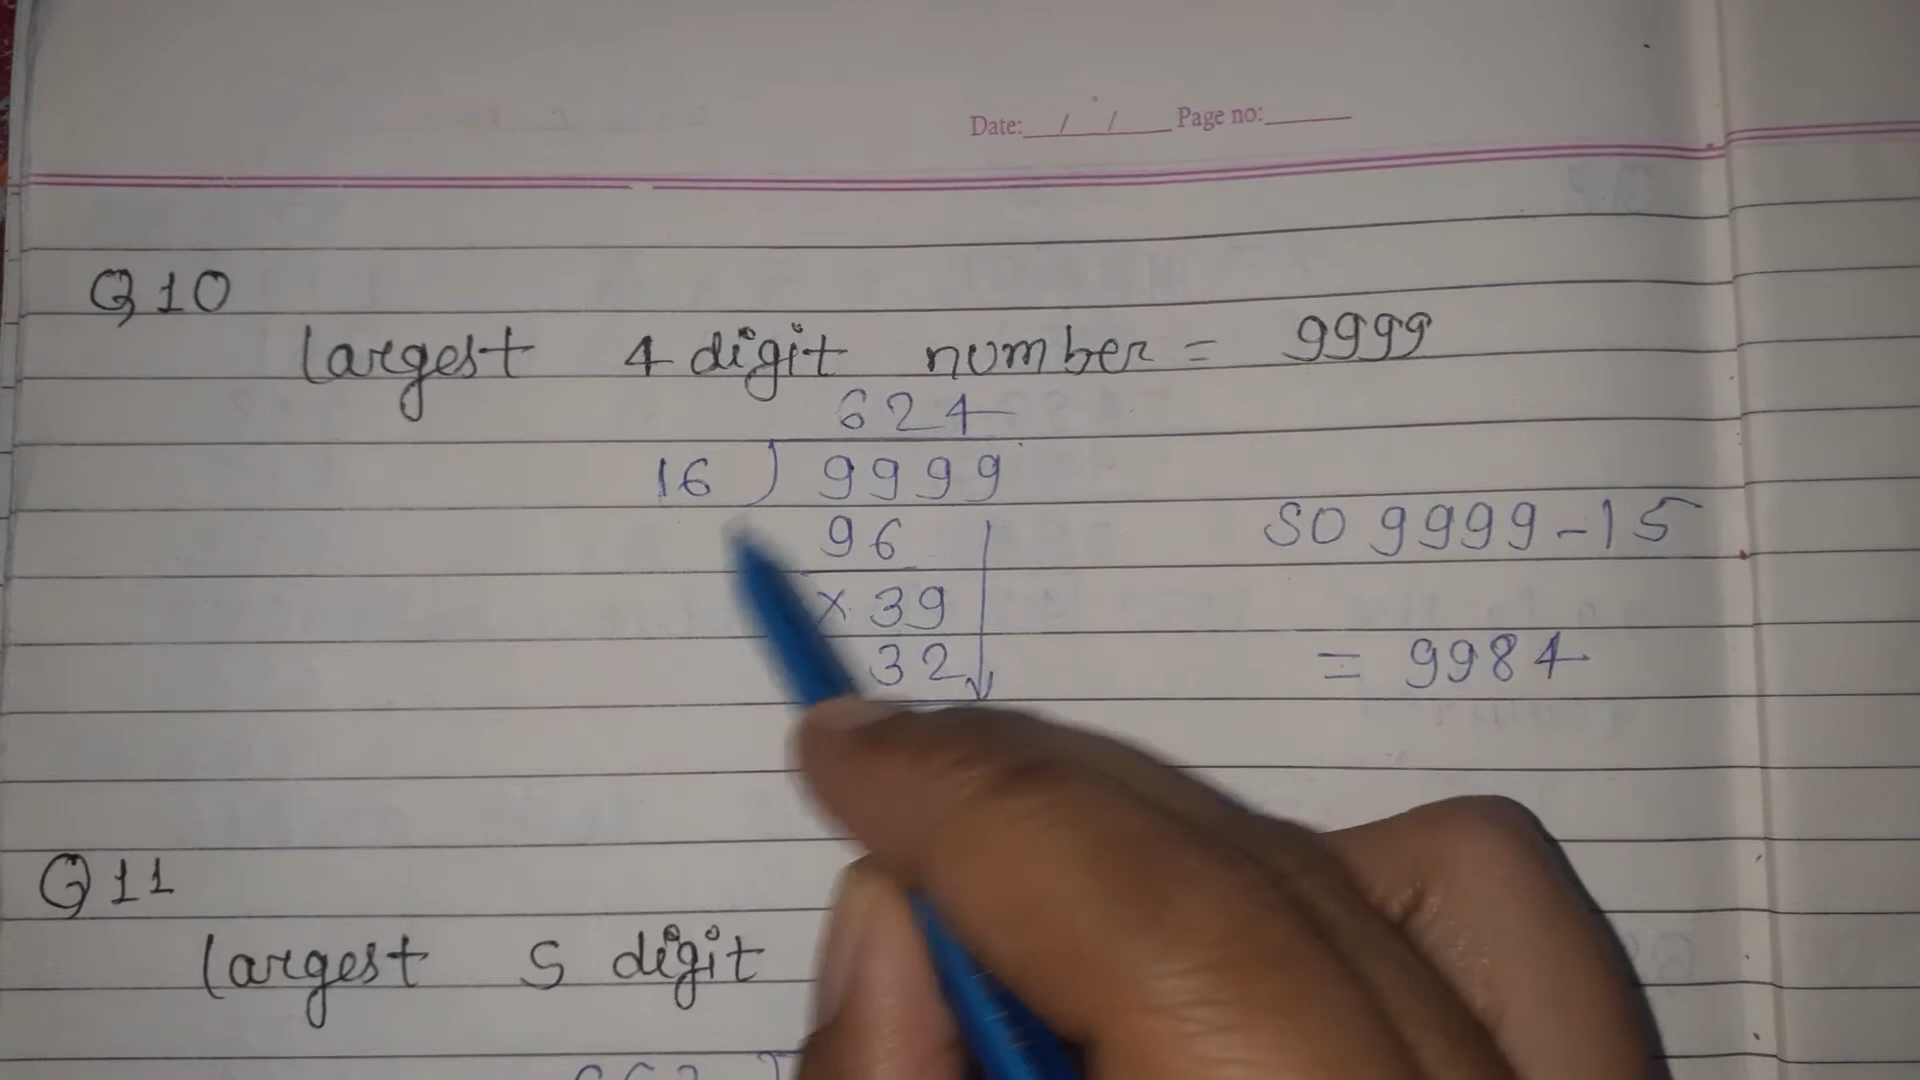 Date: / / Page no:
Q10
largest 4 digit number = 9999
624
16 ) 9999
96
× 39
32
SO 9999-15
= 9984
Q11
largest 5 digit